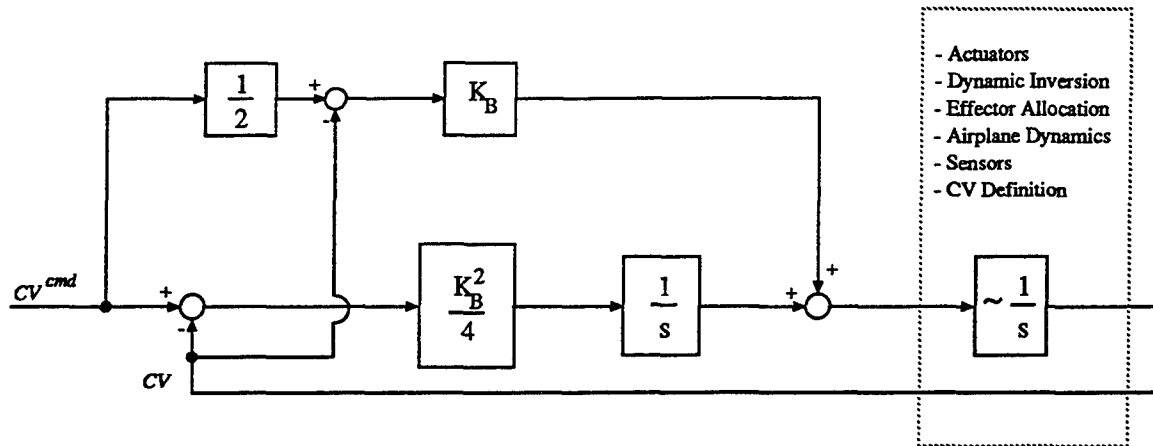 - Actuators
- Dynamic Inversion
- Effector Allocation
- Airplane Dynamics
- Sensors
- CV Definition
1
2
+
-
K_B
CV^cmd
+
-
K_B^2
4
1
s
+
+
~ 1
s
CV